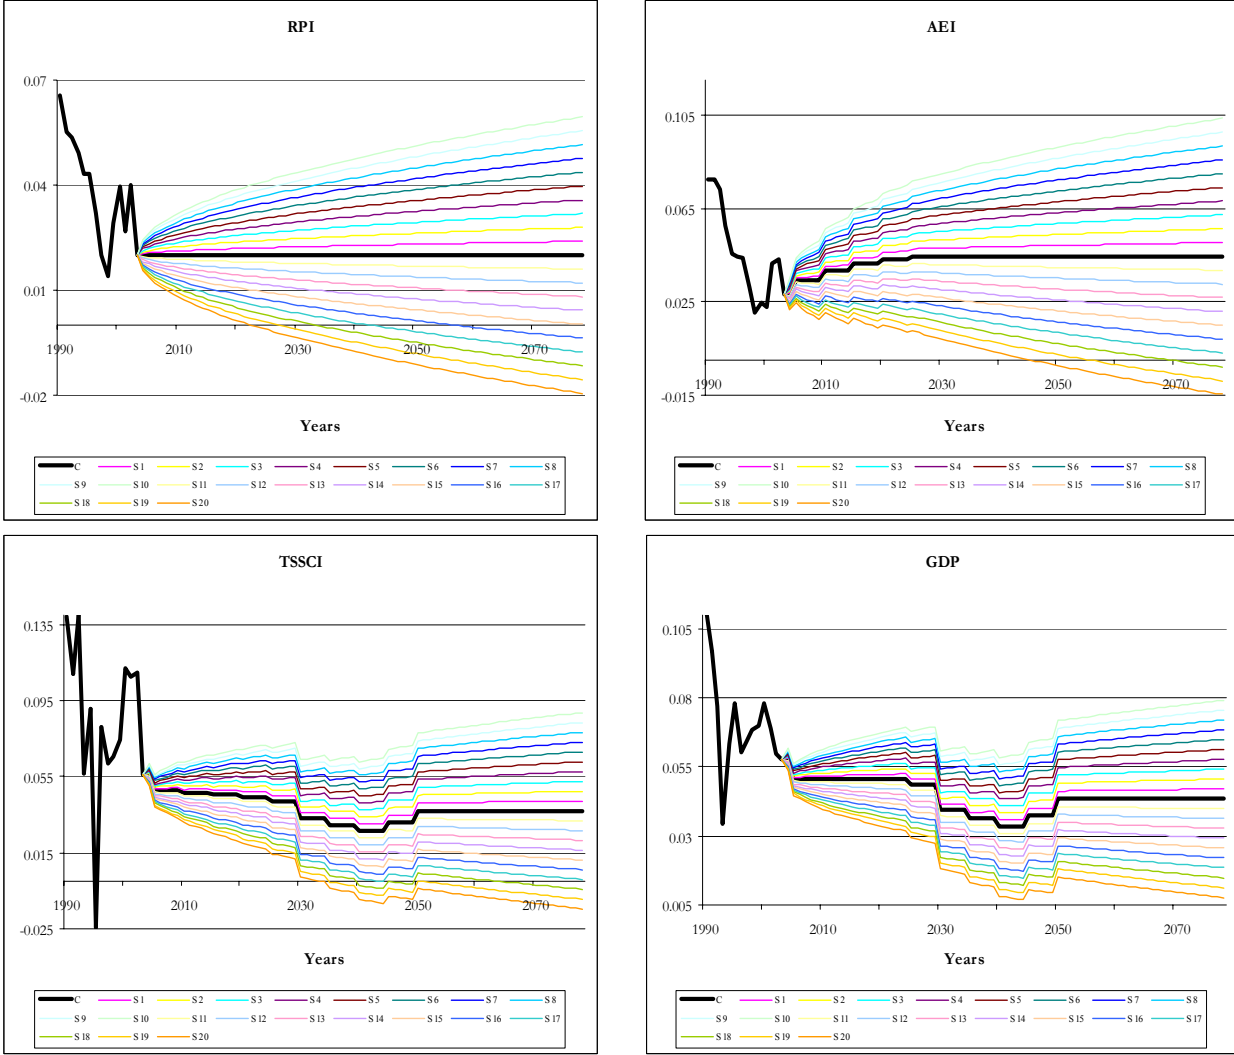 RPI
0.07
0.04
0.01
-0.02
1990 2010 2030 2050 2070
Years
C S 1 S 2 S 3 S 4 S 5 S 6 S 7 S 8
S 9 S 10 S 11 S 12 S 13 S 14 S 15 S 16 S 17
S 18 S 19 S 20
AEI
0.105
0.065
0.025
-0.015
1990 2010 2030 2050 2070
Years
C S 1 S 2 S 3 S 4 S 5 S 6 S 7 S 8
S 9 S 10 S 11 S 12 S 13 S 14 S 15 S 16 S 17
S 18 S 19 S 20
TSSCI
0.135
0.095
0.055
0.015
-0.025
1990 2010 2030 2050 2070
Years
C S 1 S 2 S 3 S 4 S 5 S 6 S 7 S 8
S 9 S 10 S 11 S 12 S 13 S 14 S 15 S 16 S 17
S 18 S 19 S 20
GDP
0.105
0.08
0.055
0.03
0.005
1990 2010 2030 2050 2070
Years
C S 1 S 2 S 3 S 4 S 5 S 6 S 7 S 8
S 9 S 10 S 11 S 12 S 13 S 14 S 15 S 16 S 17
S 18 S 19 S 20